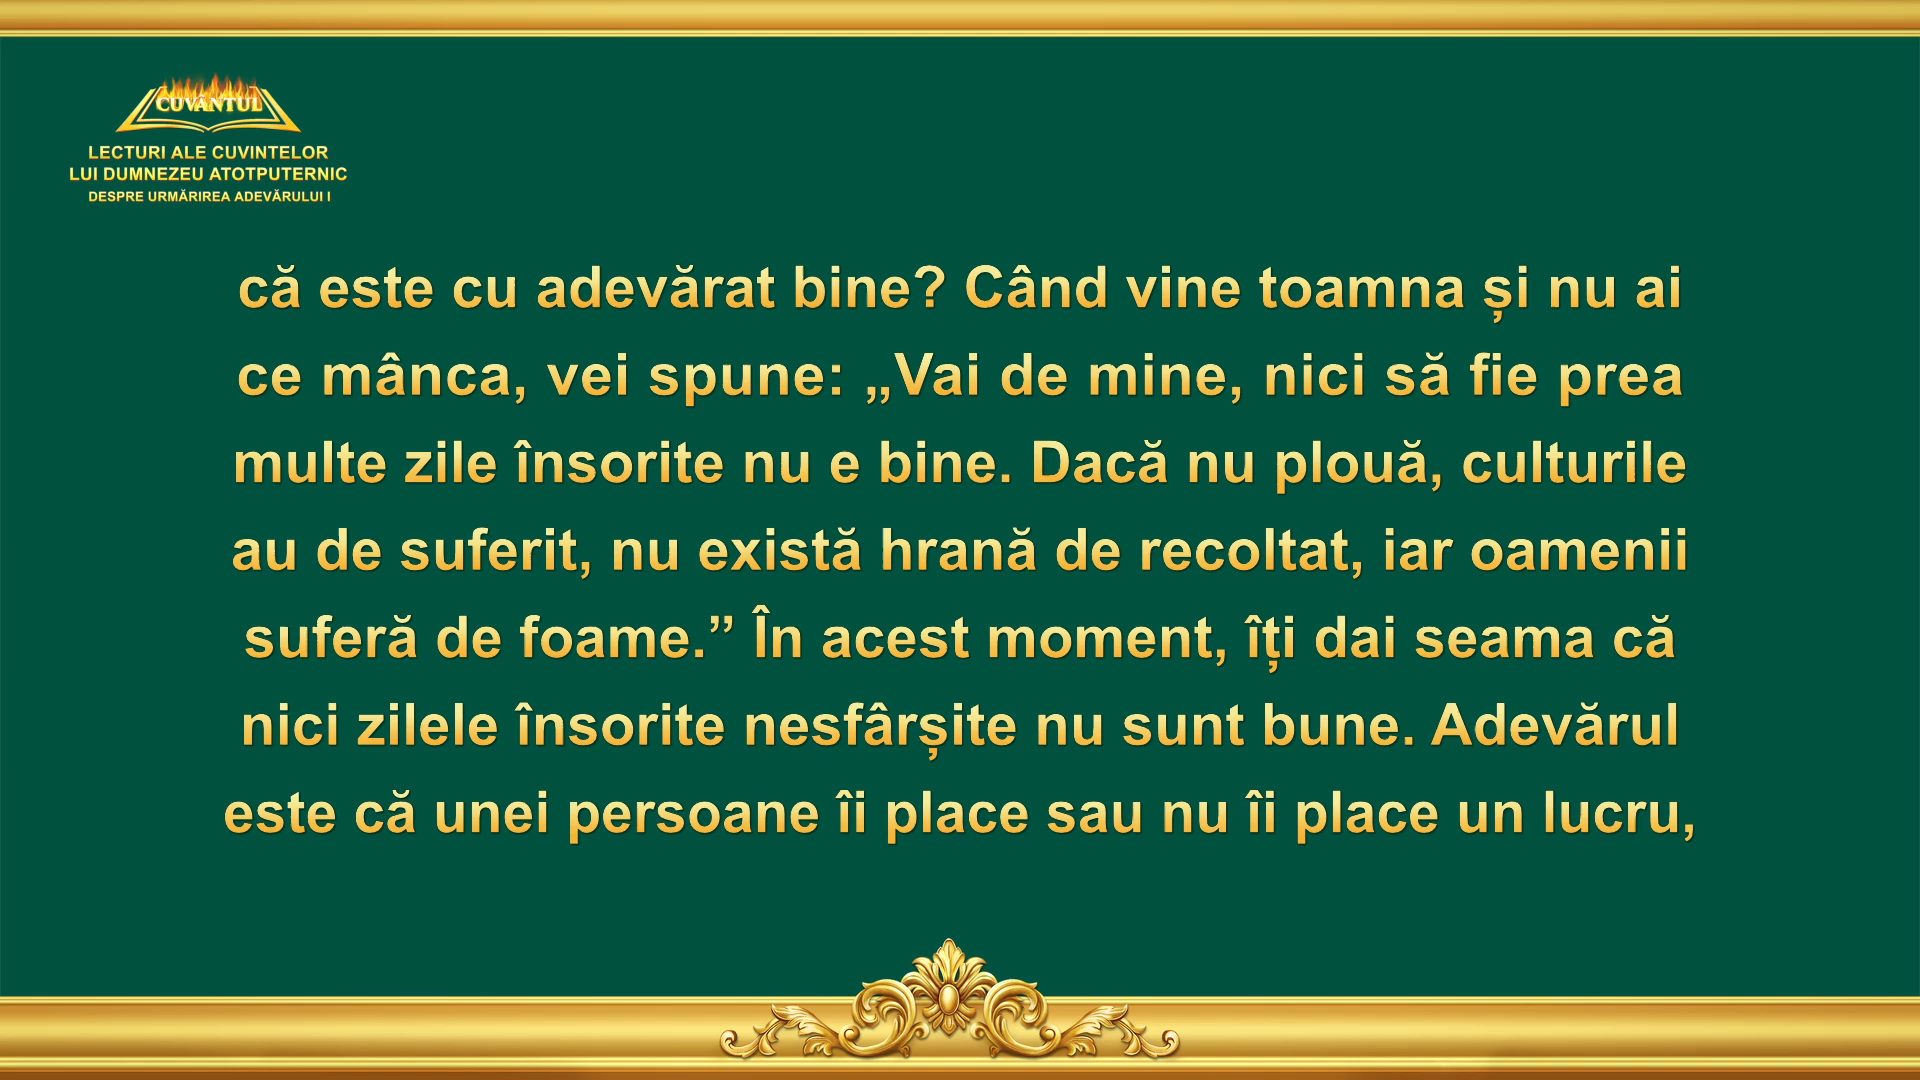 CUVÂNTUL
LECTURI ALE CUVINTELOR
LUI DUMNEZEU ATOTPUTERNIC
DESPRE URMĂRIREA ADEVĂRULUI I
că este cu adevărat bine? Când vine toamna și nu ai
ce mânca, vei spune: „Vai de mine, nici să fie prea
multe zile însorite nu e bine. Dacă nu plouă, culturile
au de suferit, nu există hrană de recoltat, iar oamenii
suferă de foame.” În acest moment, îți dai seama că
nici zilele însorite nesfârșite nu sunt bune. Adevărul
este că unei persoane îi place sau nu îi place un lucru,